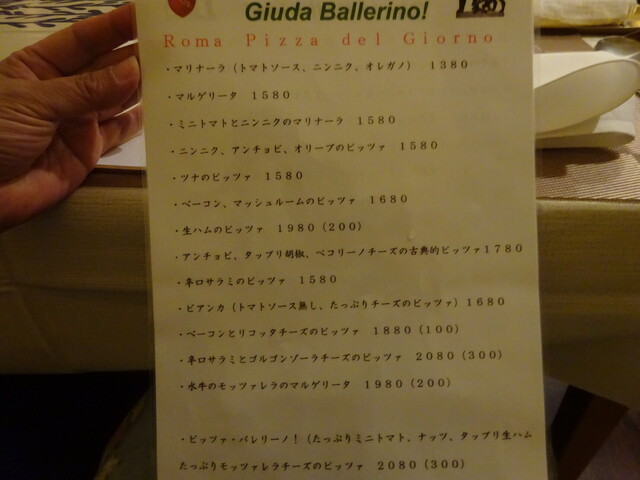 Giuda Ballerino!
Roma Pizza del Giorno
・マリナーラ（トマトソース、ニンニク、オレガノ） １３８０
・マルゲリータ １５８０
・ミニトマトとニンニクのマリナーラ １５８０
・ニンニク、アンチョビ、オリーブのピッツァ １５８０
・ツナのピッツァ １５８０
・ベーコン、マッシュルームのピッツァ １６８０
・生ハムのピッツァ １９８０（２００）
・アンチョビ、タップリ胡椒、ペコリーノチーズの古典的ピッツァ１７８０
・辛口サラミのピッツァ １５８０
・ビアンカ（トマトソース無し、たっぷりチーズのピッツァ）１６８０
・ベーコンとリコッタチーズのピッツァ １８８０（１００）
・辛口サラミとゴルゴンゾーラチーズのピッツァ ２０８０（３００）
・水牛のモッツァレラのマルゲリータ １９８０（２００）
・ピッツァ・バレリーノ！（たっぷりミニトマト、ナッツ、タップリ生ハム
たっぷりモッツァレラチーズのピッツァ ２０８０（３００）